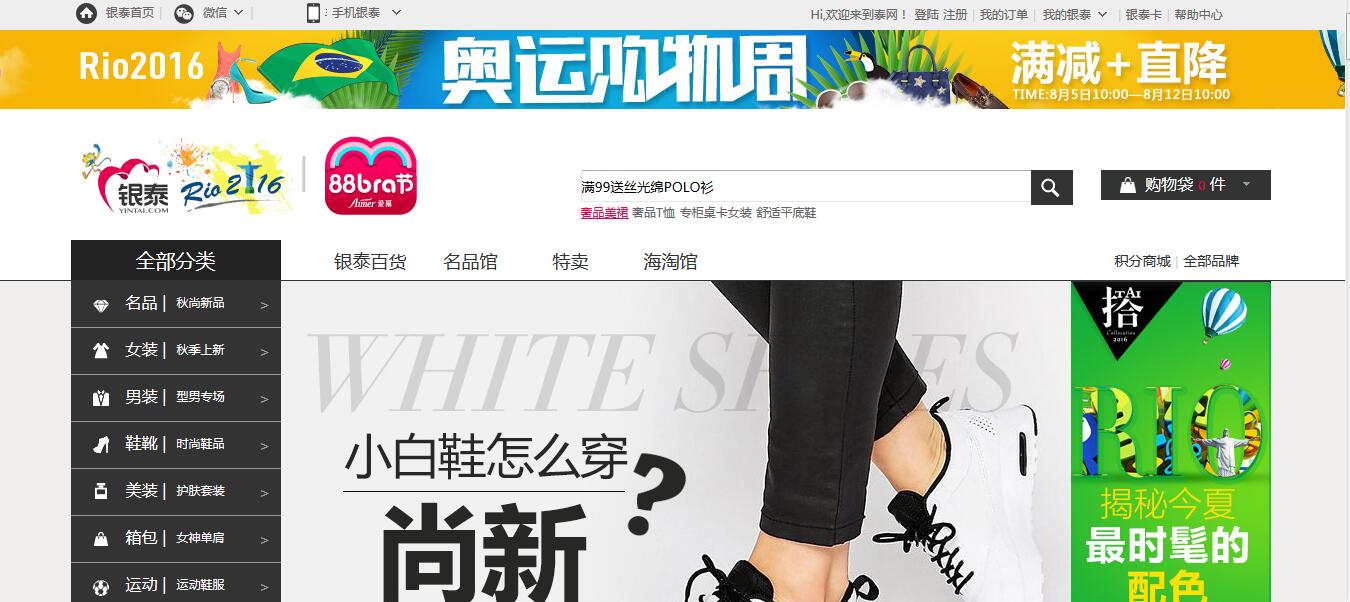 银泰首页 | 微信 | 手机银泰
Hi,欢迎来到泰网！ 登陆 注册 | 我的订单 | 我的银泰 | 银泰卡 | 帮助中心
Rio2016
奥运购物周
满减+直降
TIME:8月5日10:00—8月12日10:00
银泰
YINTAI.COM
Rio 2016
88bra节
Aimer 爱慕
满99送丝光绵POLO衫
购物袋 0 件
奢品美裙 奢品T恤 专柜桌卡女装 舒适平底鞋
全部分类
银泰百货 名品馆 特卖 海淘馆
积分商城 | 全部品牌
名品 | 秋尚新品 >
女装 | 秋季上新 >
男装 | 型男专场 >
鞋靴 | 时尚鞋品 >
美装 | 护肤套装 >
箱包 | 女神单肩 >
运动 | 运动鞋服 >
WHITE SHOES
小白鞋怎么穿
?
尚新
拾
ITAI
Collocation
2016
RIO
揭秘今夏
最时髦的
配色